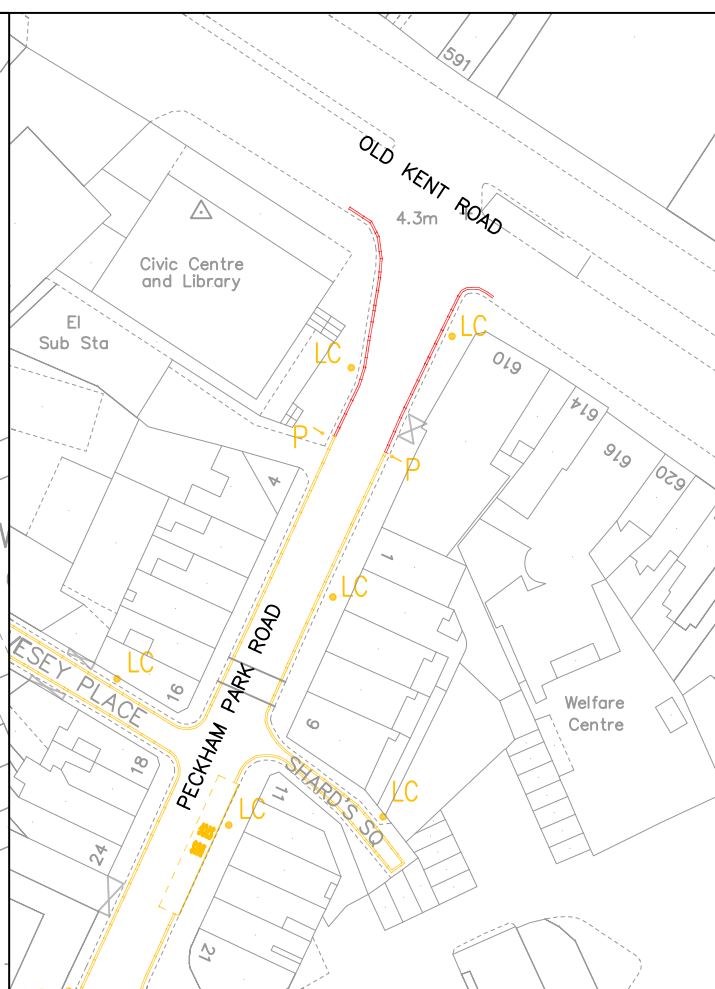 591
OLD KENT ROAD
4.3m
Civic Centre
and Library
El
Sub Sta
LC
LC
610
P
P
614
616
620
4
1
LC
LC
VESEY PLACE
16
PECKHAM PARK ROAD
9
Welfare
Centre
18
SHARD'S SQ
11
LC
LC
24
21